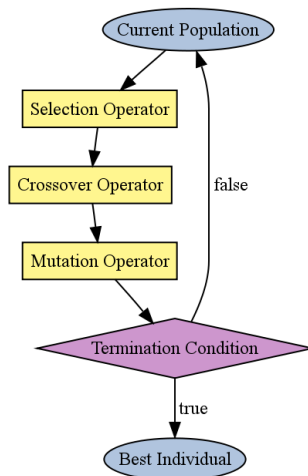 Current Population
Selection Operator
Crossover Operator
false
Mutation Operator
Termination Condition
true
Best Individual